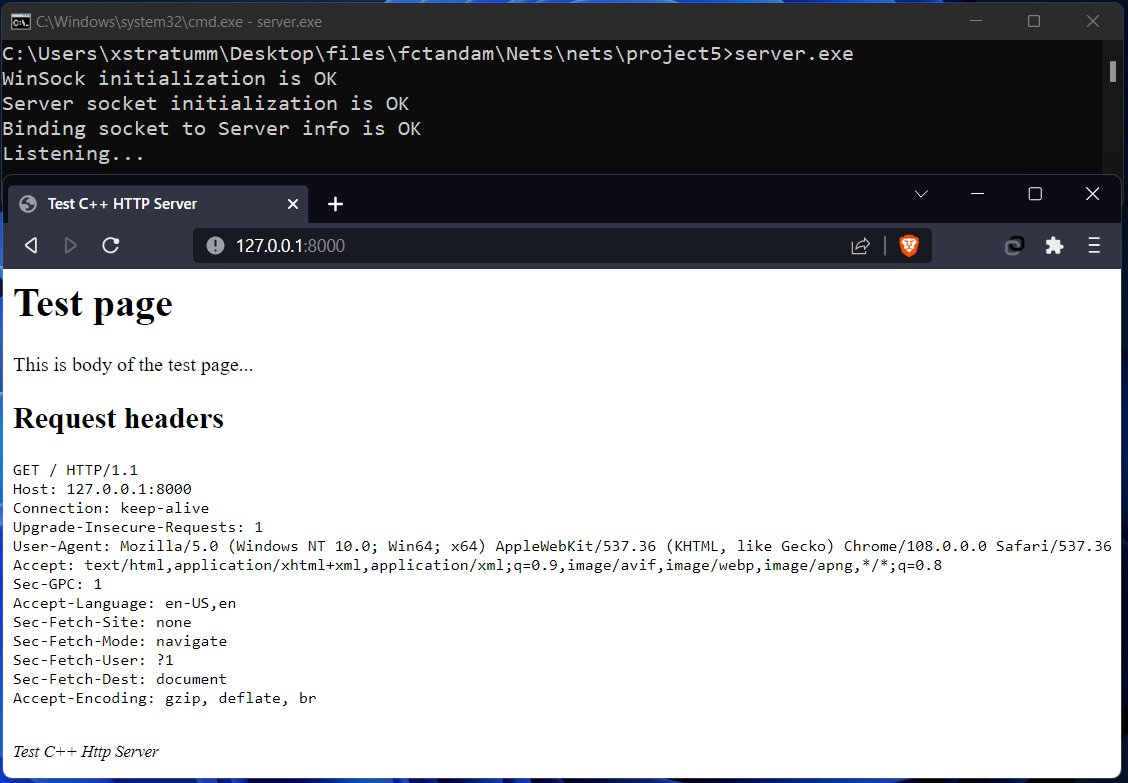 C:\Windows\system32\cmd.exe - server.exe
C:\Users\xstratumm\Desktop\files\fctandam\Nets\nets\project5>server.exe
WinSock initialization is OK
Server socket initialization is OK
Binding socket to Server info is OK
Listening...
Test C++ HTTP Server
127.0.0.1:8000
Test page
This is body of the test page...
Request headers
GET / HTTP/1.1
Host: 127.0.0.1:8000
Connection: keep-alive
Upgrade-Insecure-Requests: 1
User-Agent: Mozilla/5.0 (Windows NT 10.0; Win64; x64) AppleWebKit/537.36 (KHTML, like Gecko) Chrome/108.0.0.0 Safari/537.36
Accept: text/html,application/xhtml+xml,application/xml;q=0.9,image/avif,image/webp,image/apng,*/*;q=0.8
Sec-GPC: 1
Accept-Language: en-US,en
Sec-Fetch-Site: none
Sec-Fetch-Mode: navigate
Sec-Fetch-User: ?1
Sec-Fetch-Dest: document
Accept-Encoding: gzip, deflate, br
Test C++ Http Server